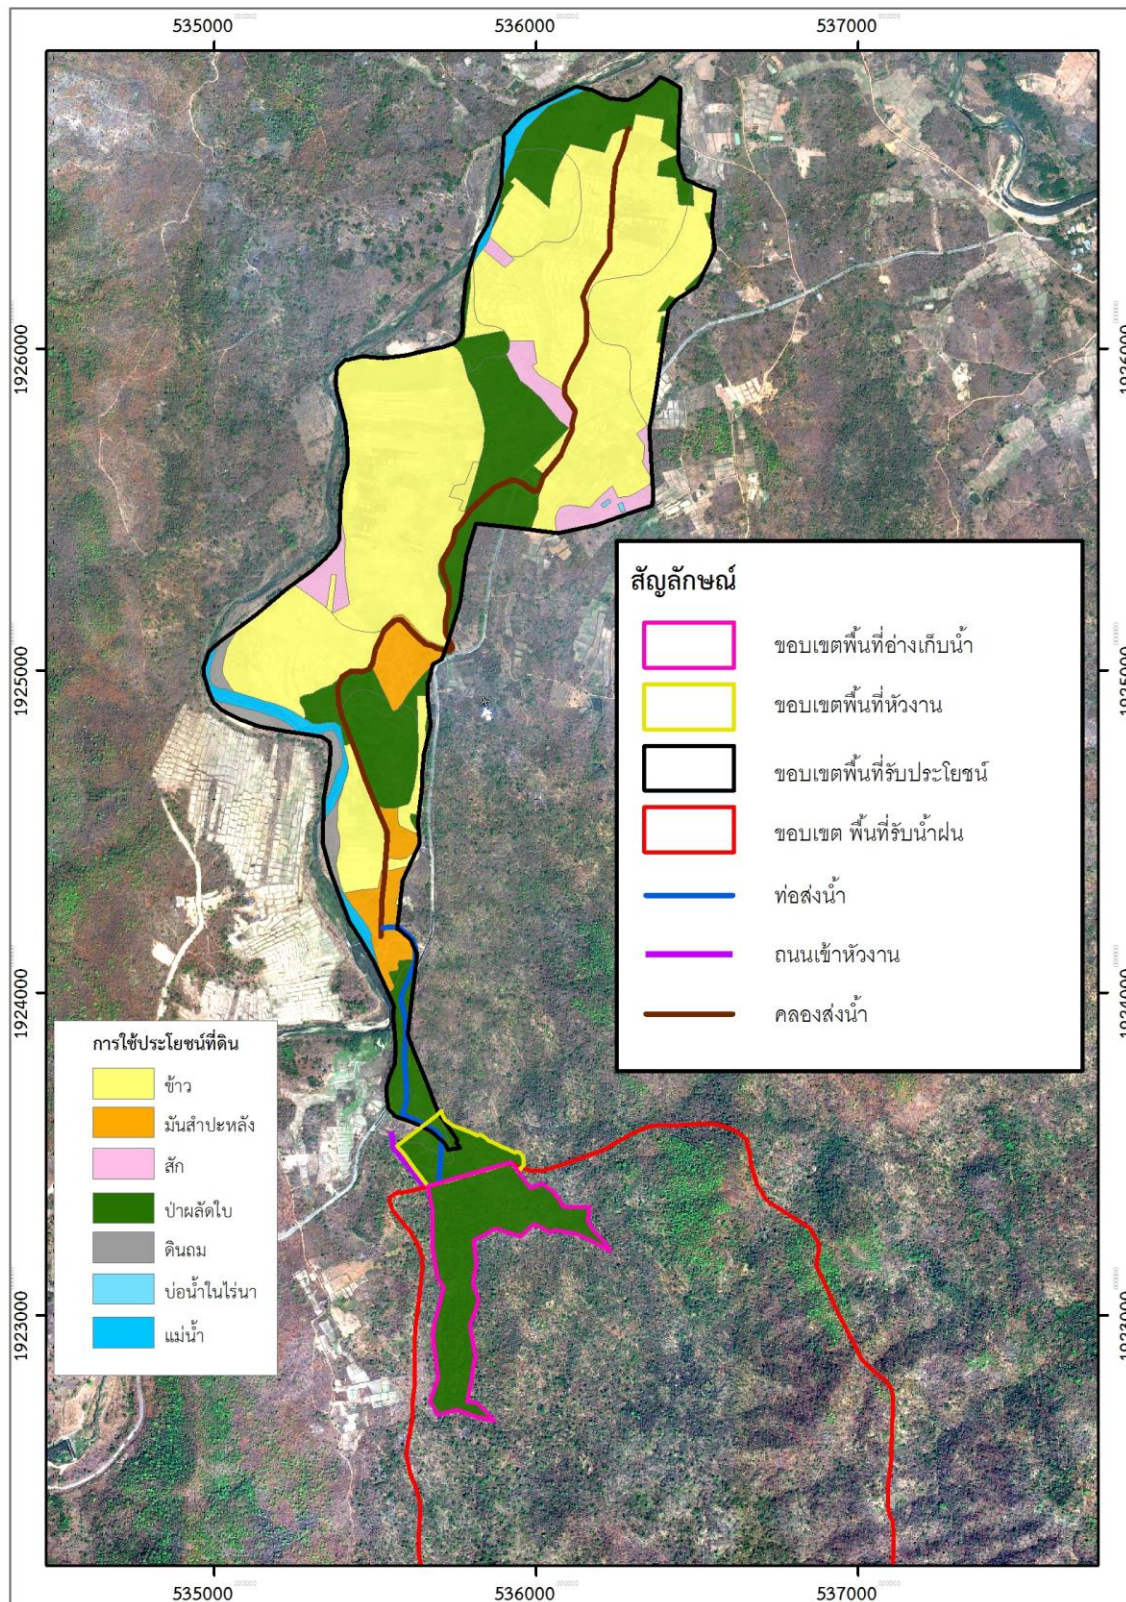 535000 536000 537000
1926000 1926000
1925000 1925000
1924000 1924000
1923000 1923000
สัญลักษณ์
ขอบเขตพื้นที่อ่างเก็บน้ำ
ขอบเขตพื้นที่หัวงาน
ขอบเขตพื้นที่รับประโยชน์
ขอบเขต พื้นที่รับน้ำฝน
ท่อส่งน้ำ
ถนนเข้าหัวงาน
คลองส่งน้ำ
การใช้ประโยชน์ที่ดิน
ข้าว
มันสำปะหลัง
สัก
ป่าผลัดใบ
ดินถม
บ่อน้ำในไร่นา
แม่น้ำ
535000 536000 537000